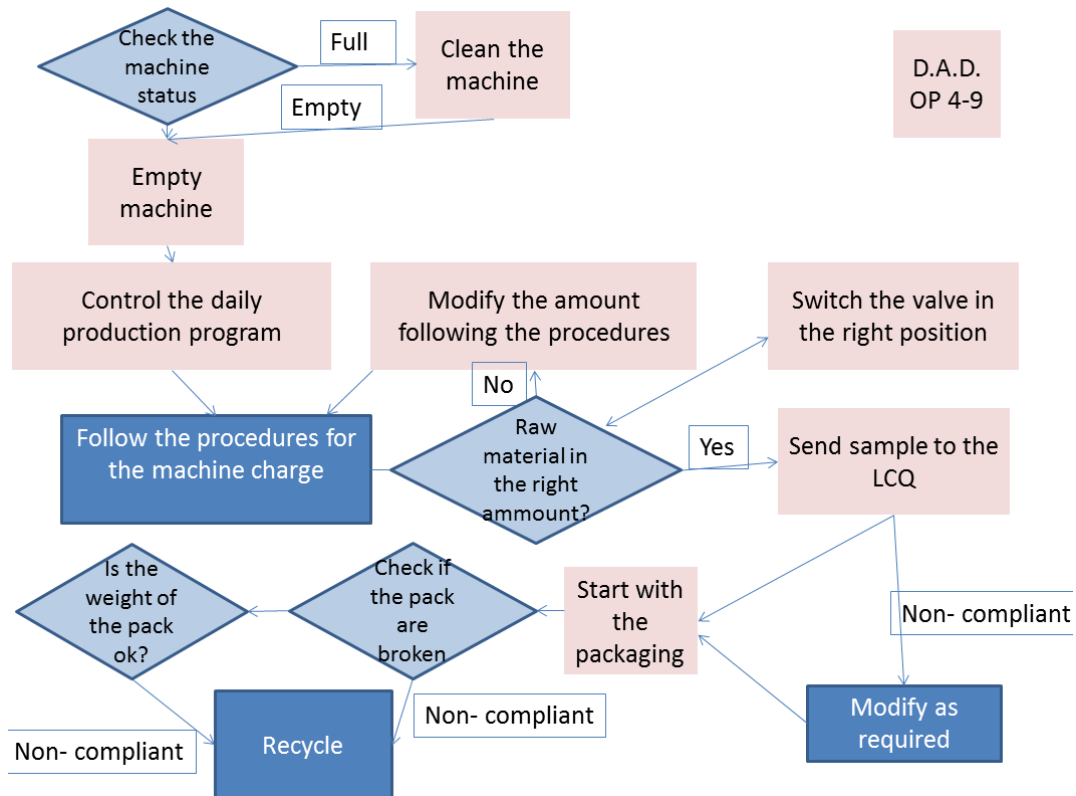 Check the
machine
status
Full
Clean the
machine
D.A.D.
OP 4-9
Empty
Empty
machine
Control the daily
production program
Modify the amount
following the procedures
Switch the valve in
the right position
No
Follow the procedures for
the machine charge
Raw
material in
the right
ammount?
Yes
Send sample to the
LCQ
Is the
weight of
the pack
ok?
Check if
the pack
are
broken
Start with
the
packaging
Non- compliant
Non- compliant
Recycle
Non- compliant
Modify as
required